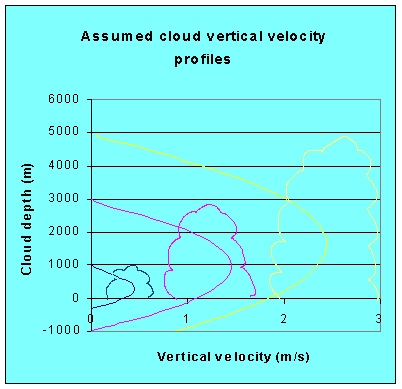 Assumed cloud vertical velocity
profiles
6000
5000
4000
3000
2000
1000
0
-1000
Cloud depth (m)
0 1 2 3
Vertical velocity (m/s)